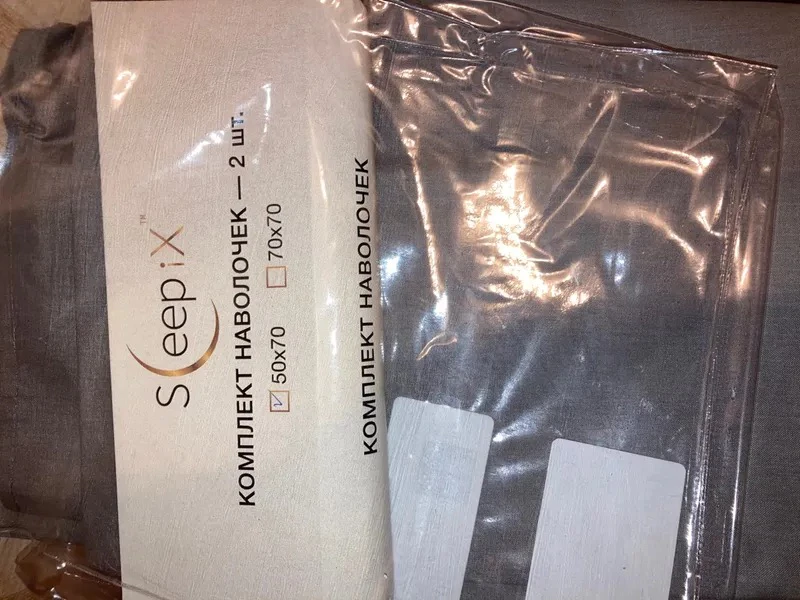 SleepiX™
КОМПЛЕКТ НАВОЛОЧЕК — 2 шт.
50x70 70x70
КОМПЛЕКТ НАВОЛОЧЕК